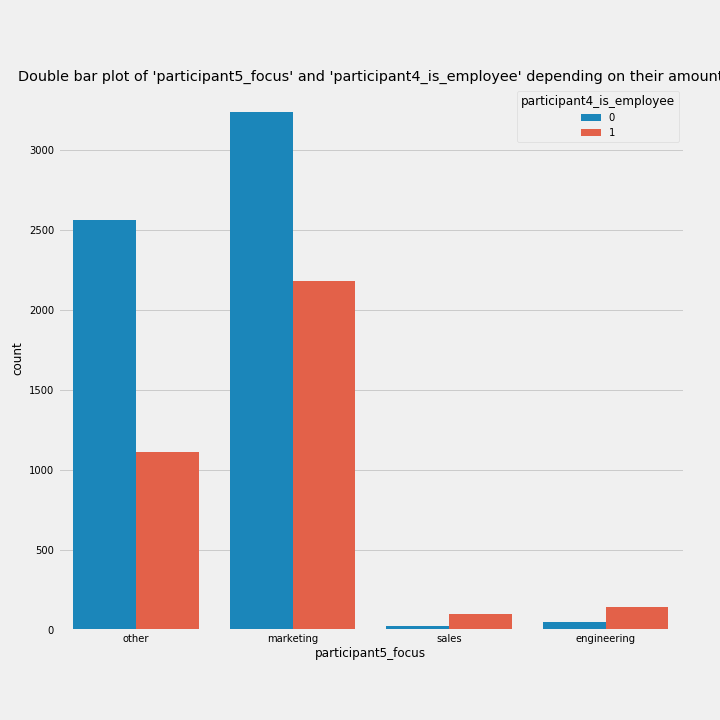 Double bar plot of 'participant5_focus' and 'participant4_is_employee' depending on their amount
participant4_is_employee
0
1
3000
2500
2000
1500
1000
500
0
count
other marketing sales engineering
participant5_focus